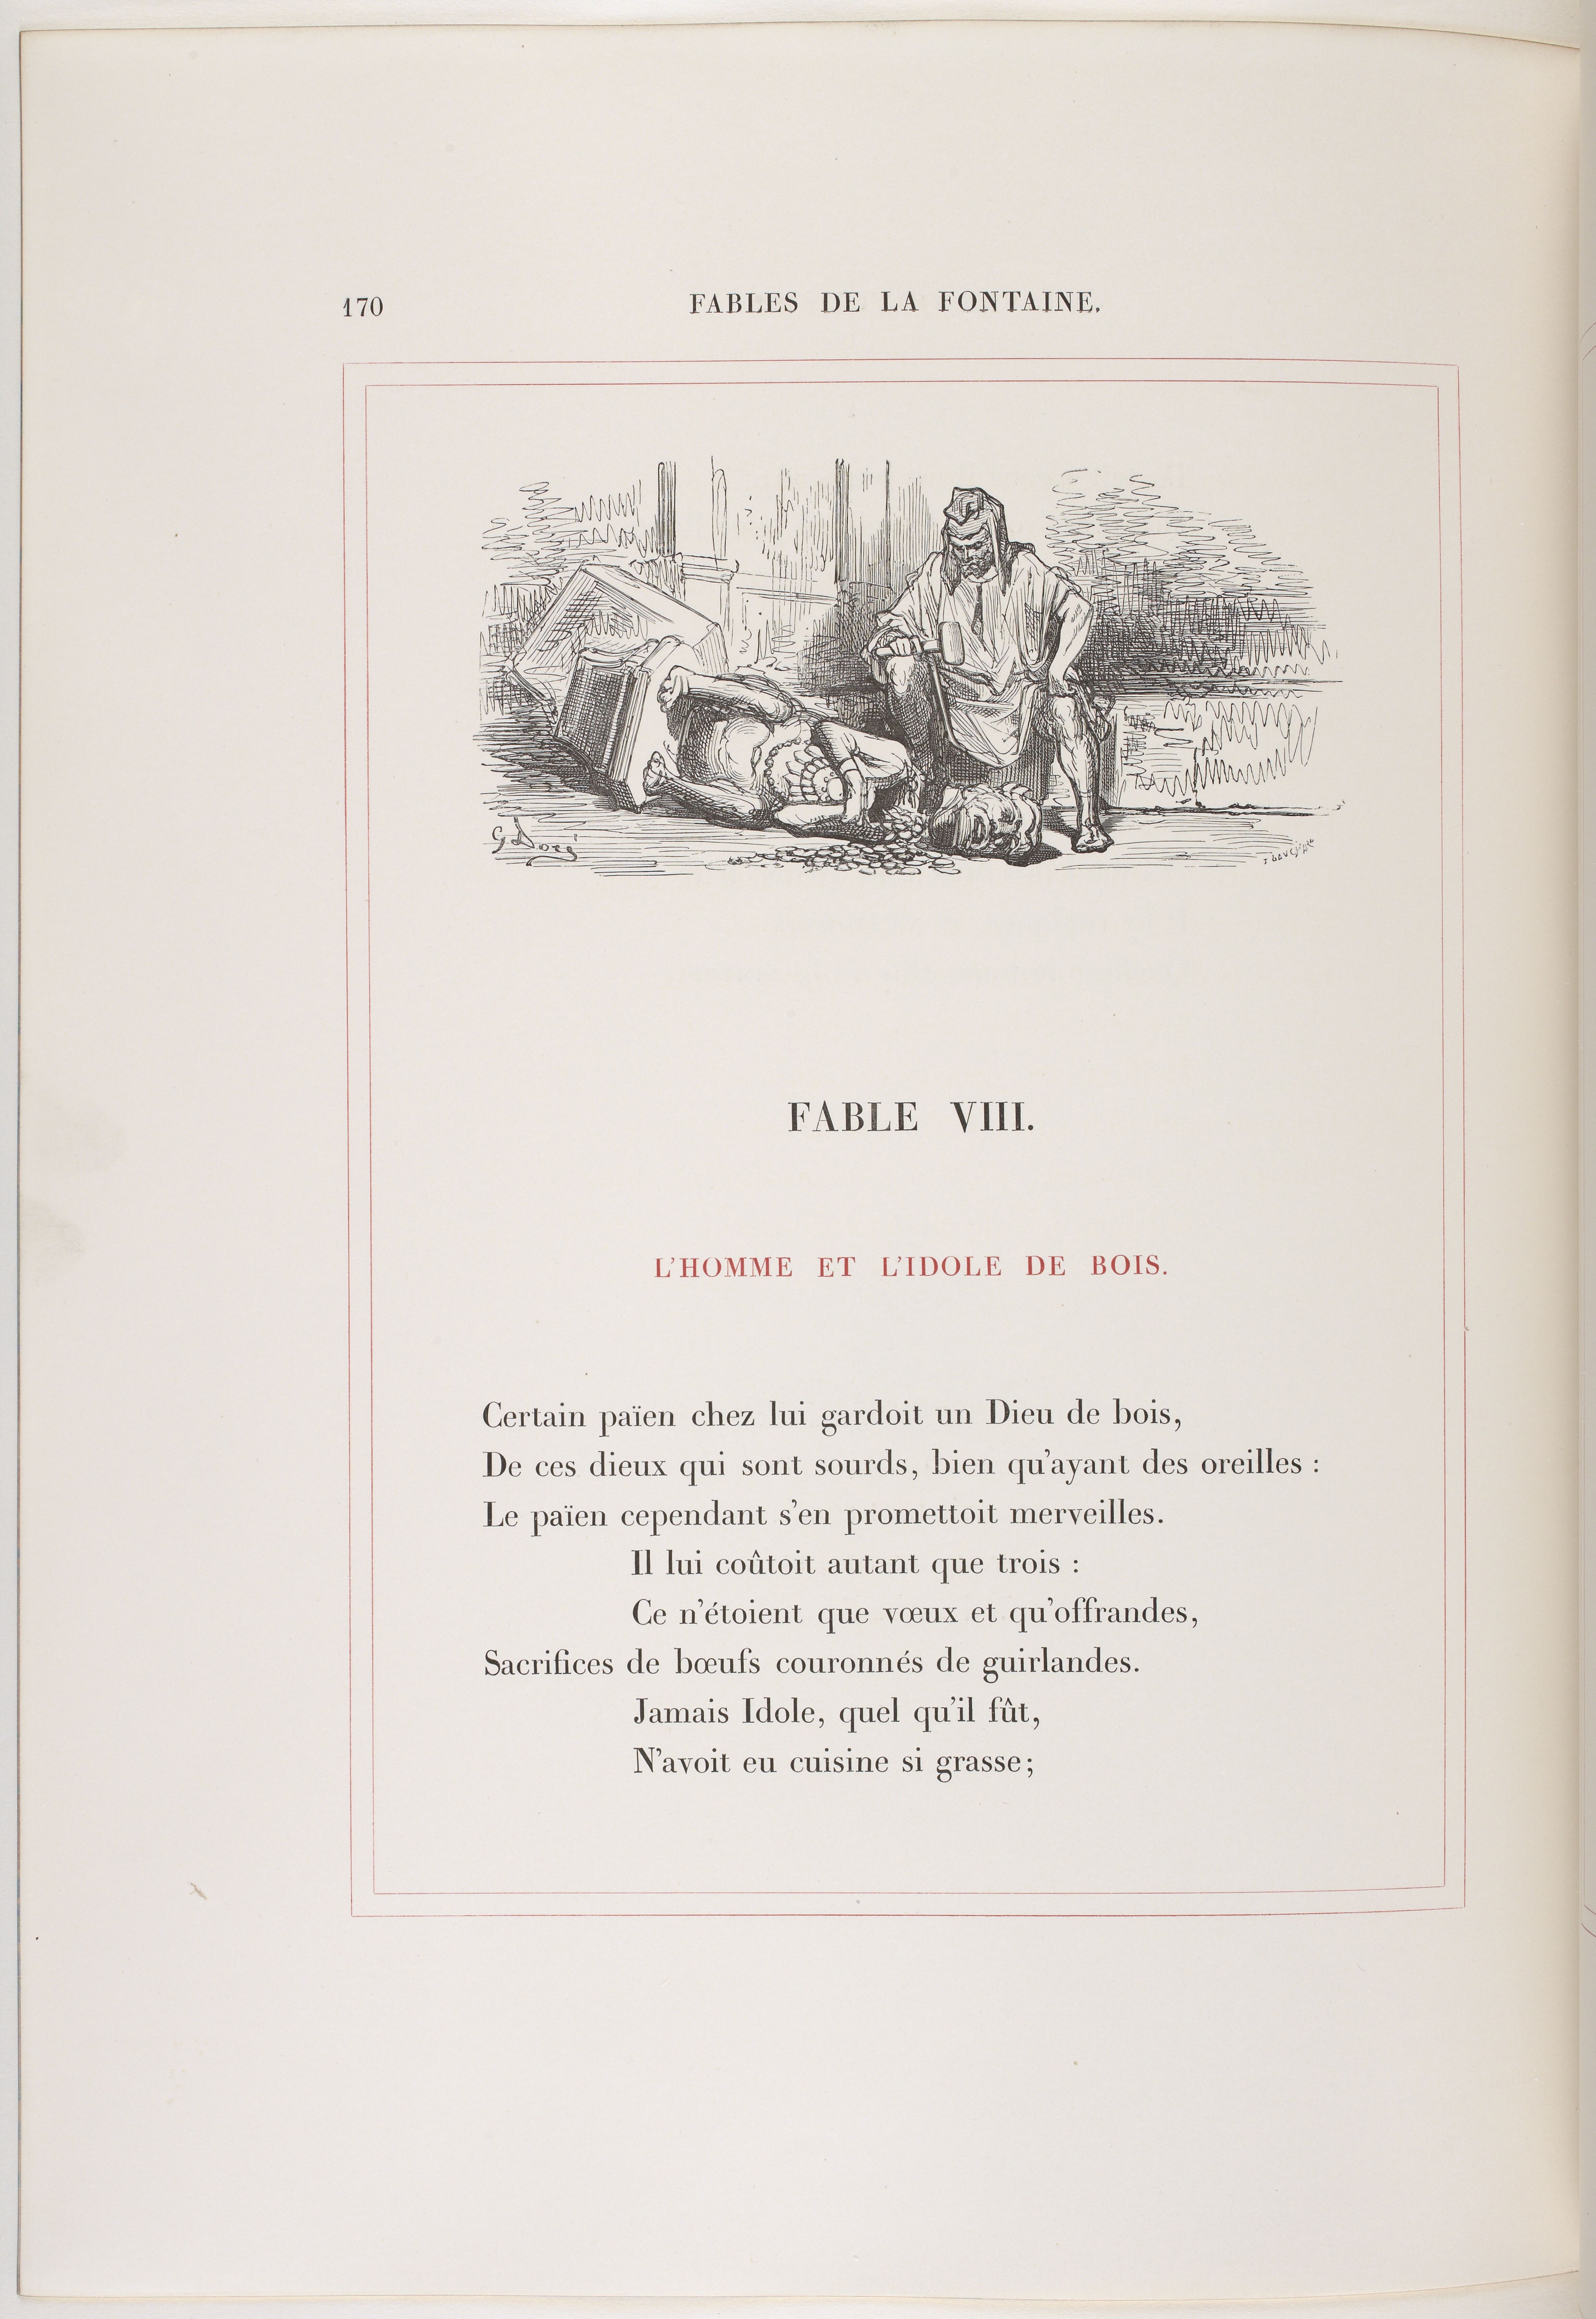 170
FABLES DE LA FONTAINE.
G Doré
FABLE VIII.
L'HOMME ET L'IDOLE DE BOIS.
Certain païen chez lui gardoit un Dieu de bois,
De ces dieux qui sont sourds, bien qu'ayant des oreilles :
Le païen cependant s'en promettoit merveilles.
Il lui coûtoit autant que trois :
Ce n'étoient que vœux et qu'offrandes,
Sacrifices de bœufs couronnés de guirlandes.
Jamais Idole, quel qu'il fût,
N'avoit eu cuisine si grasse;